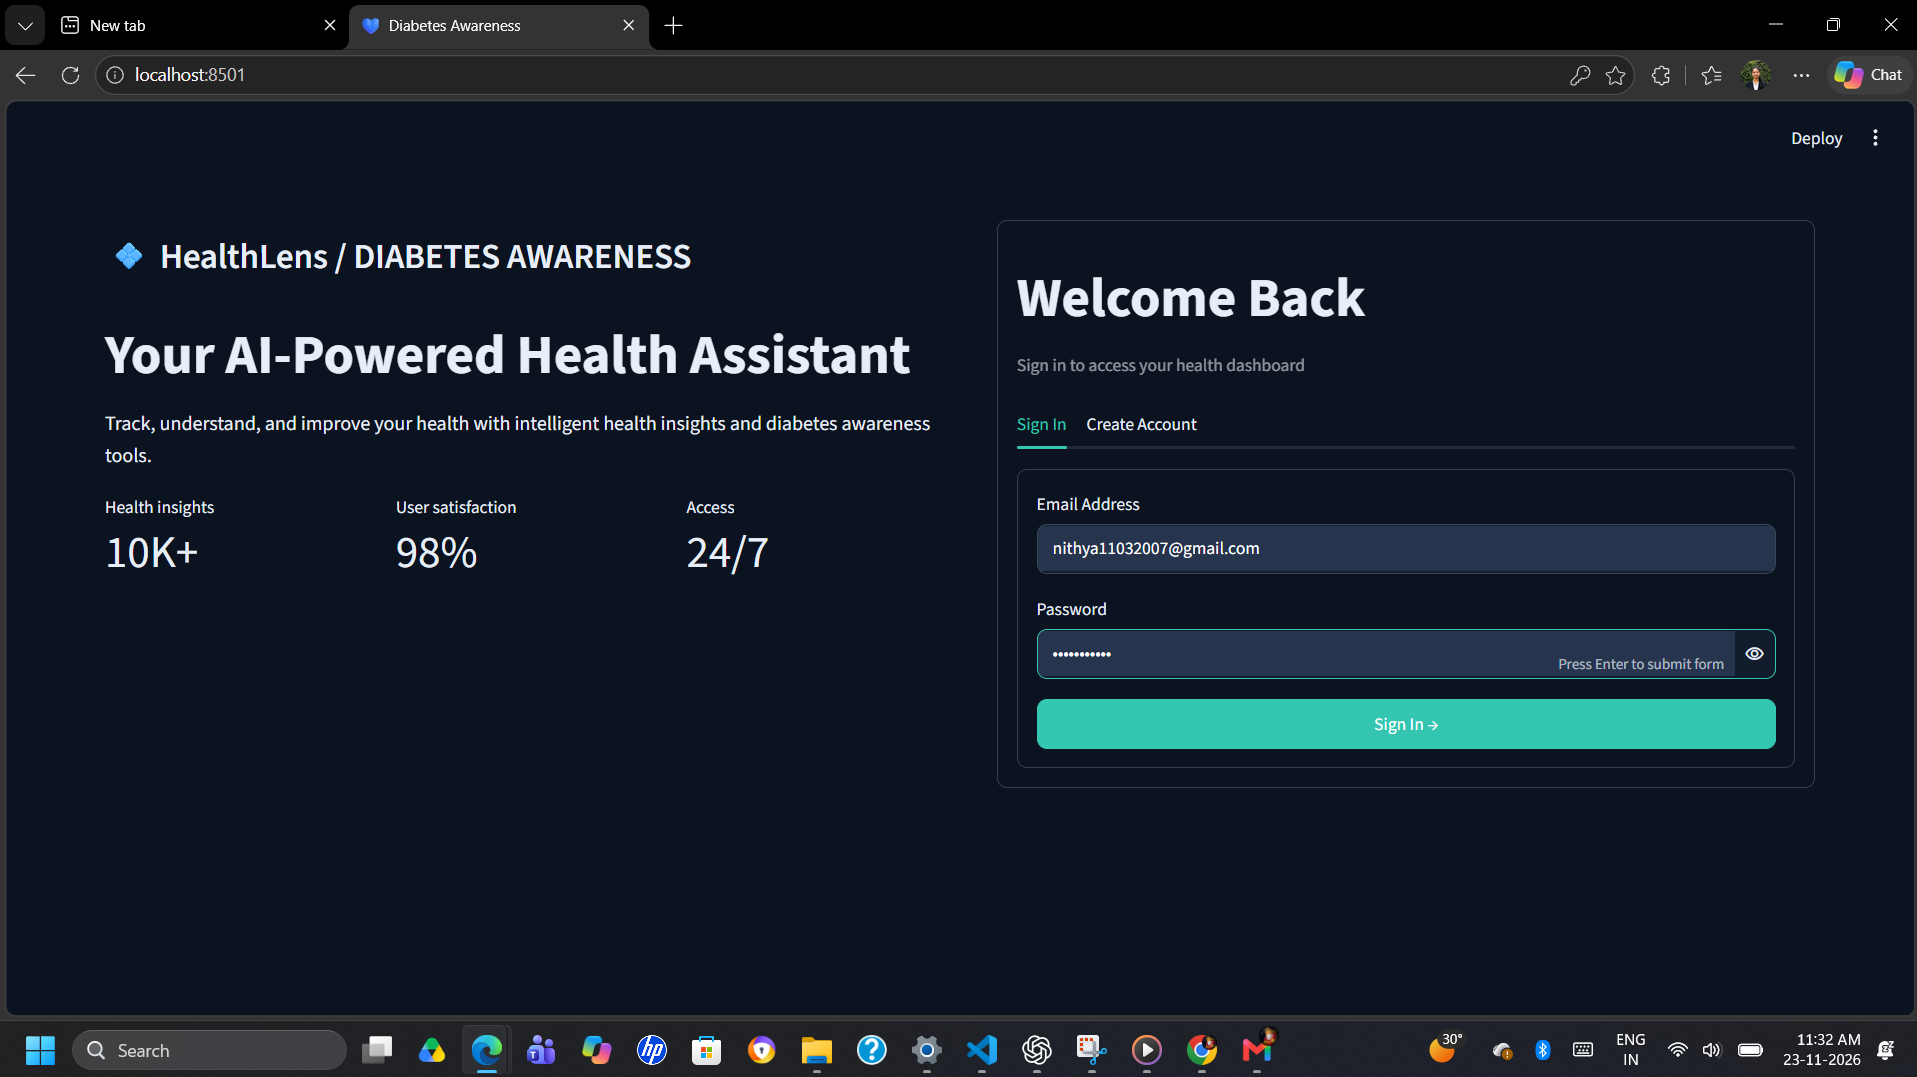 New tab
Diabetes Awareness
localhost:8501
Chat
Deploy
HealthLens / DIABETES AWARENESS
Your AI-Powered Health Assistant
Track, understand, and improve your health with intelligent health insights and diabetes awareness
tools.
Health insights
User satisfaction
Access
10K+
98%
24/7
Welcome Back
Sign in to access your health dashboard
Sign In
Create Account
Email Address
nithya11032007@gmail.com
Password
•••••••••••
Press Enter to submit form
Sign In →
Search
hp
30°
ENG
IN
11:32 AM
23-11-2026